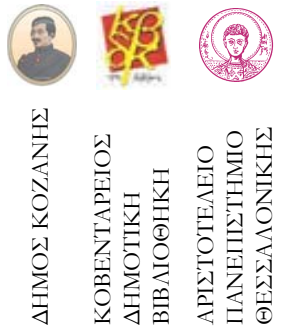 ΔΗΜΟΣ ΚΟΖΑΝΗΣ
ΚΟΒΕΝΤΑΡΕΙΟΣ
ΔΗΜΟΤΙΚΗ
ΒΙΒΛΙΟΘΗΚΗ
ΑΡΙΣΤΟΤΕΛΕΙΟ
ΠΑΝΕΠΙΣΤΗΜΙΟ
ΘΕΣΣΑΛΟΝΙΚΗΣ